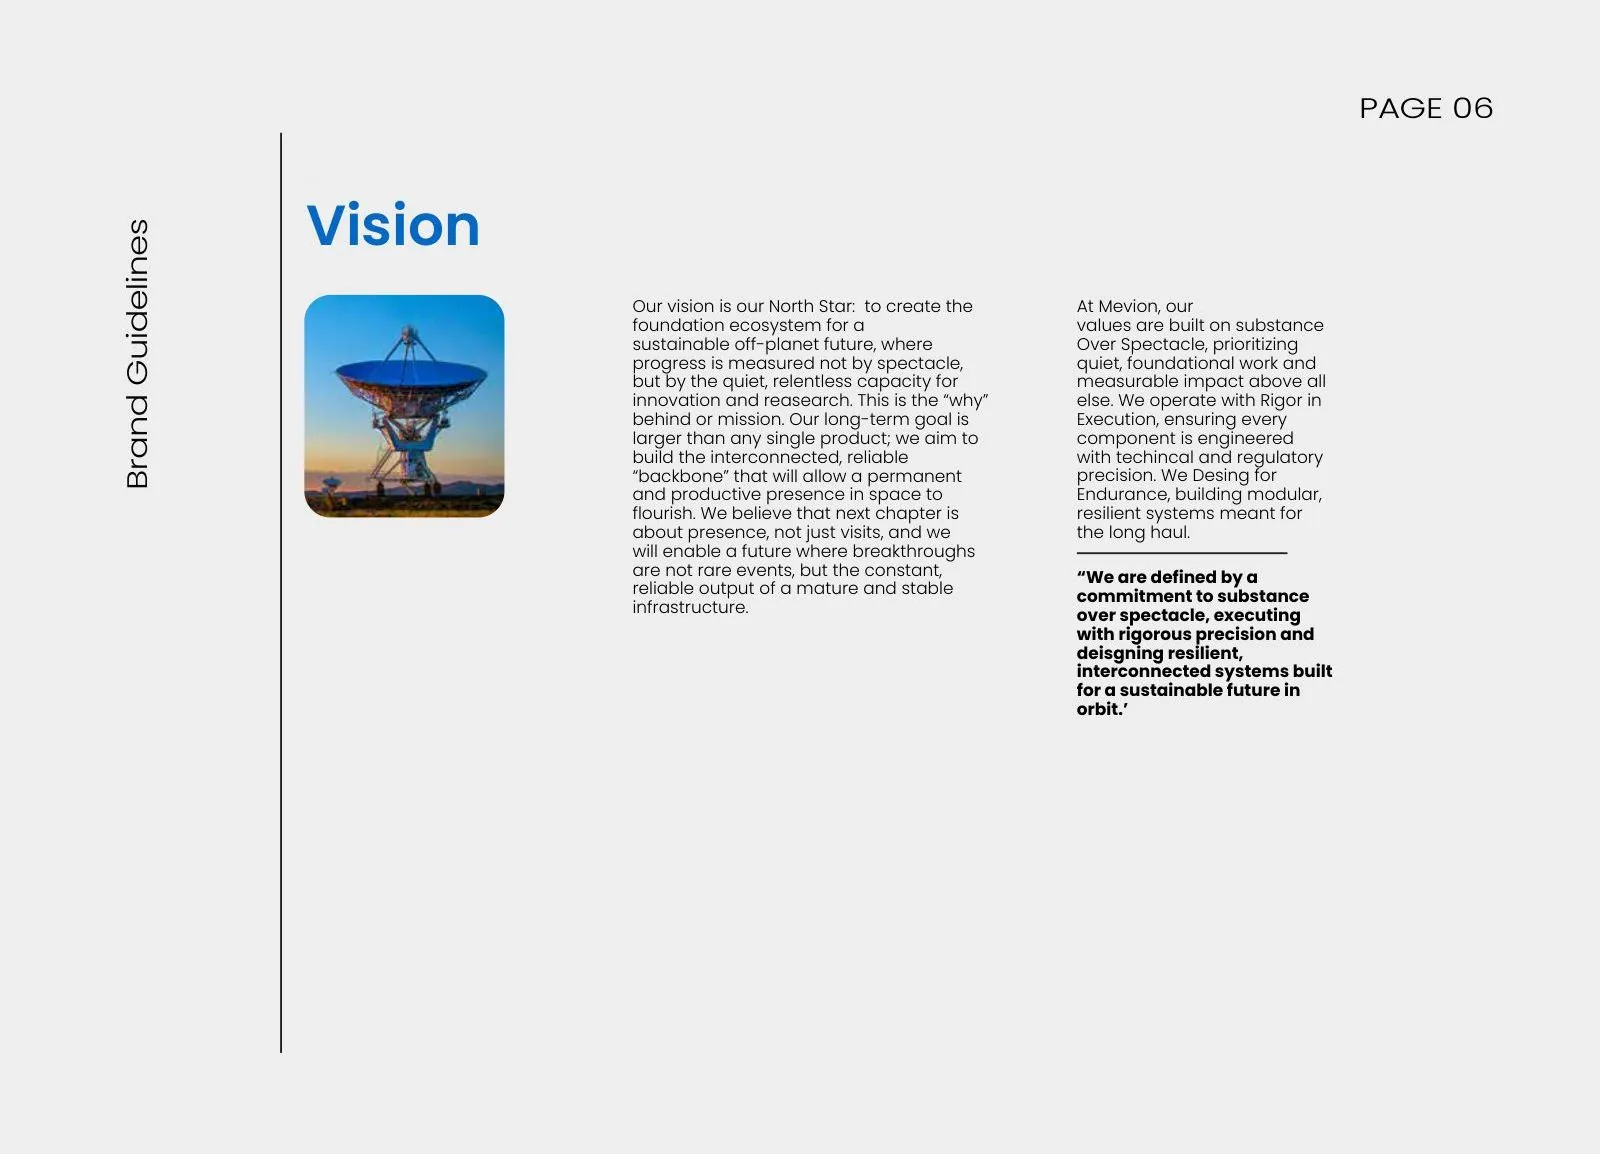 PAGE 06
Brand Guidelines
Vision
Our vision is our North Star:  to create the
foundation ecosystem for a
sustainable off-planet future, where
progress is measured not by spectacle,
but by the quiet, relentless capacity for
innovation and reasearch. This is the “why”
behind or mission. Our long-term goal is
larger than any single product; we aim to
build the interconnected, reliable
“backbone” that will allow a permanent
and productive presence in space to
flourish. We believe that next chapter is
about presence, not just visits, and we
will enable a future where breakthroughs
are not rare events, but the constant,
reliable output of a mature and stable
infrastructure.
At Mevion, our
values are built on substance
Over Spectacle, prioritizing
quiet, foundational work and
measurable impact above all
else. We operate with Rigor in
Execution, ensuring every
component is engineered
with techincal and regulatory
precision. We Desing for
Endurance, building modular,
resilient systems meant for
the long haul.
“We are defined by a
commitment to substance
over spectacle, executing
with rigorous precision and
deisgning resilient,
interconnected systems built
for a sustainable future in
orbit.’